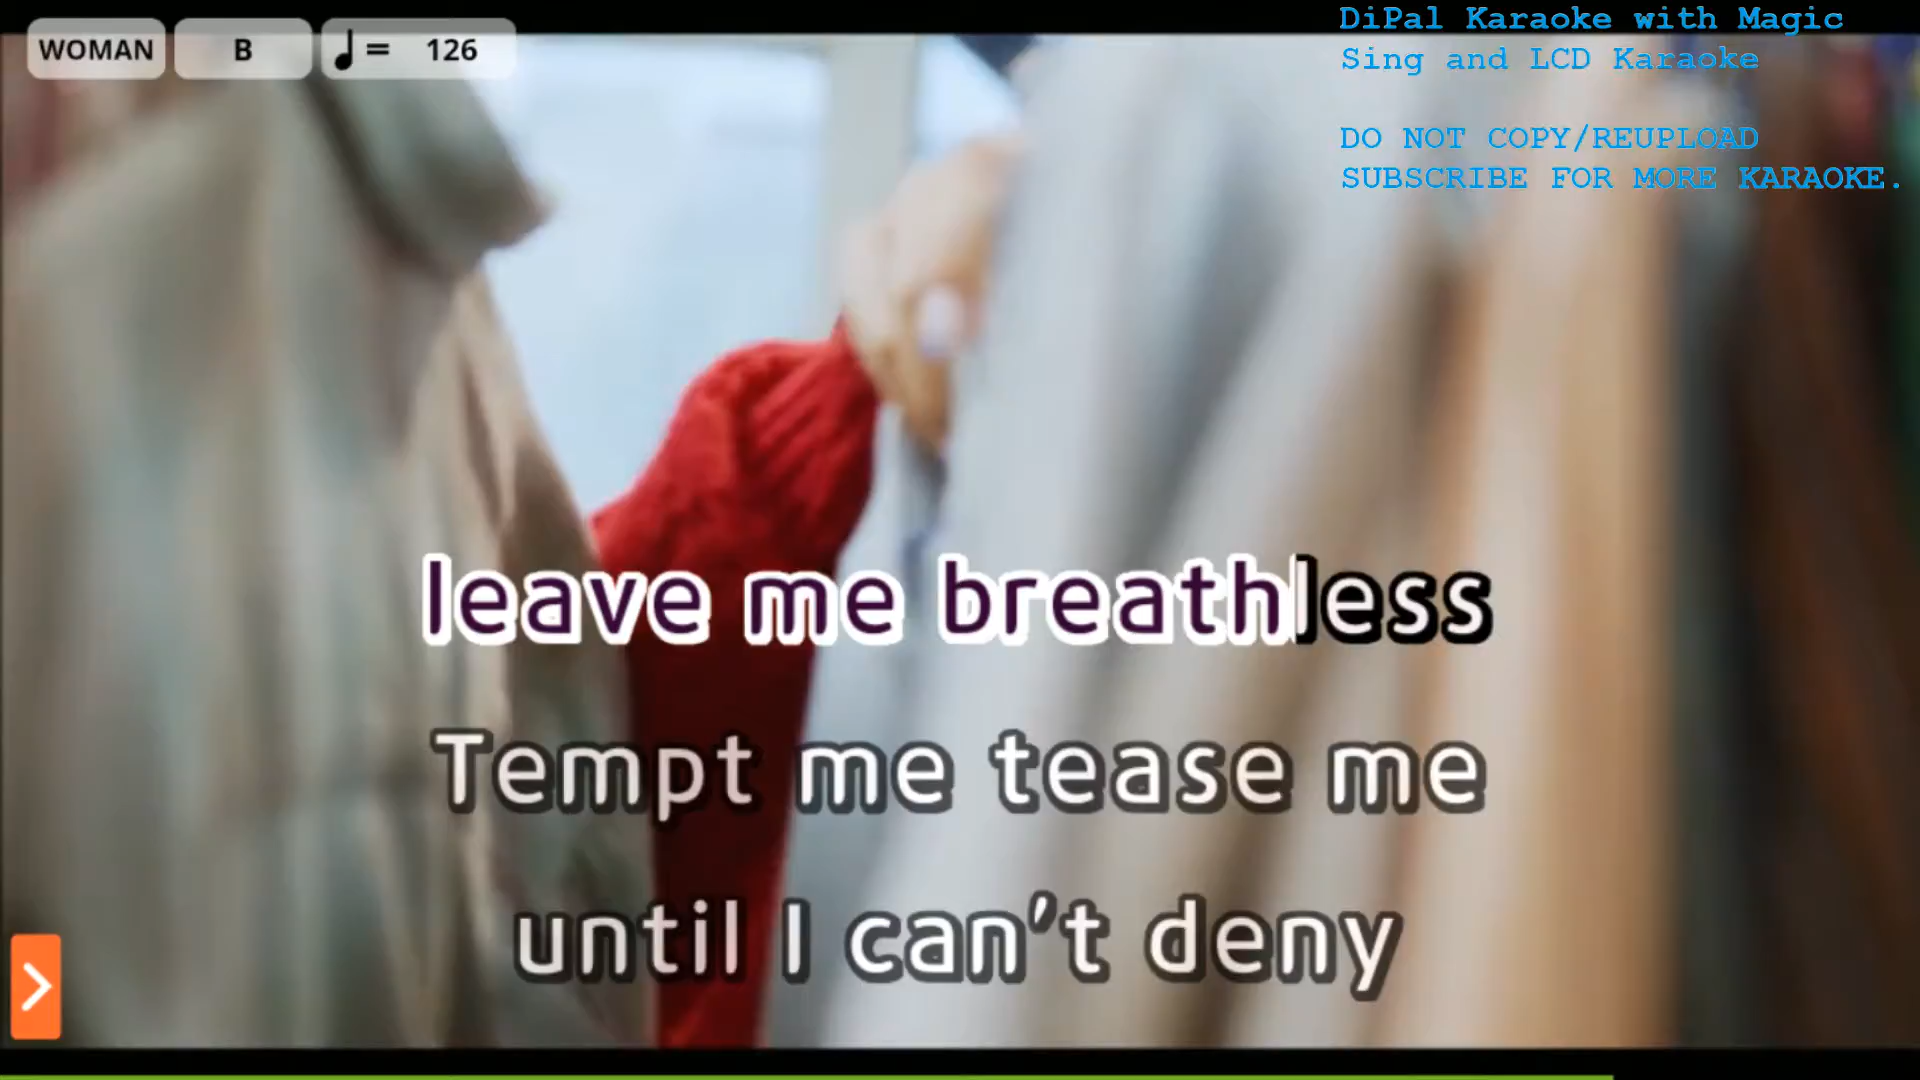 WOMAN B ♩ = 126
DiPal Karaoke with Magic
Sing and LCD Karaoke
DO NOT COPY/REUPLOAD
SUBSCRIBE FOR MORE KARAOKE.
leave me breathless
Tempt me tease me
until I can't deny